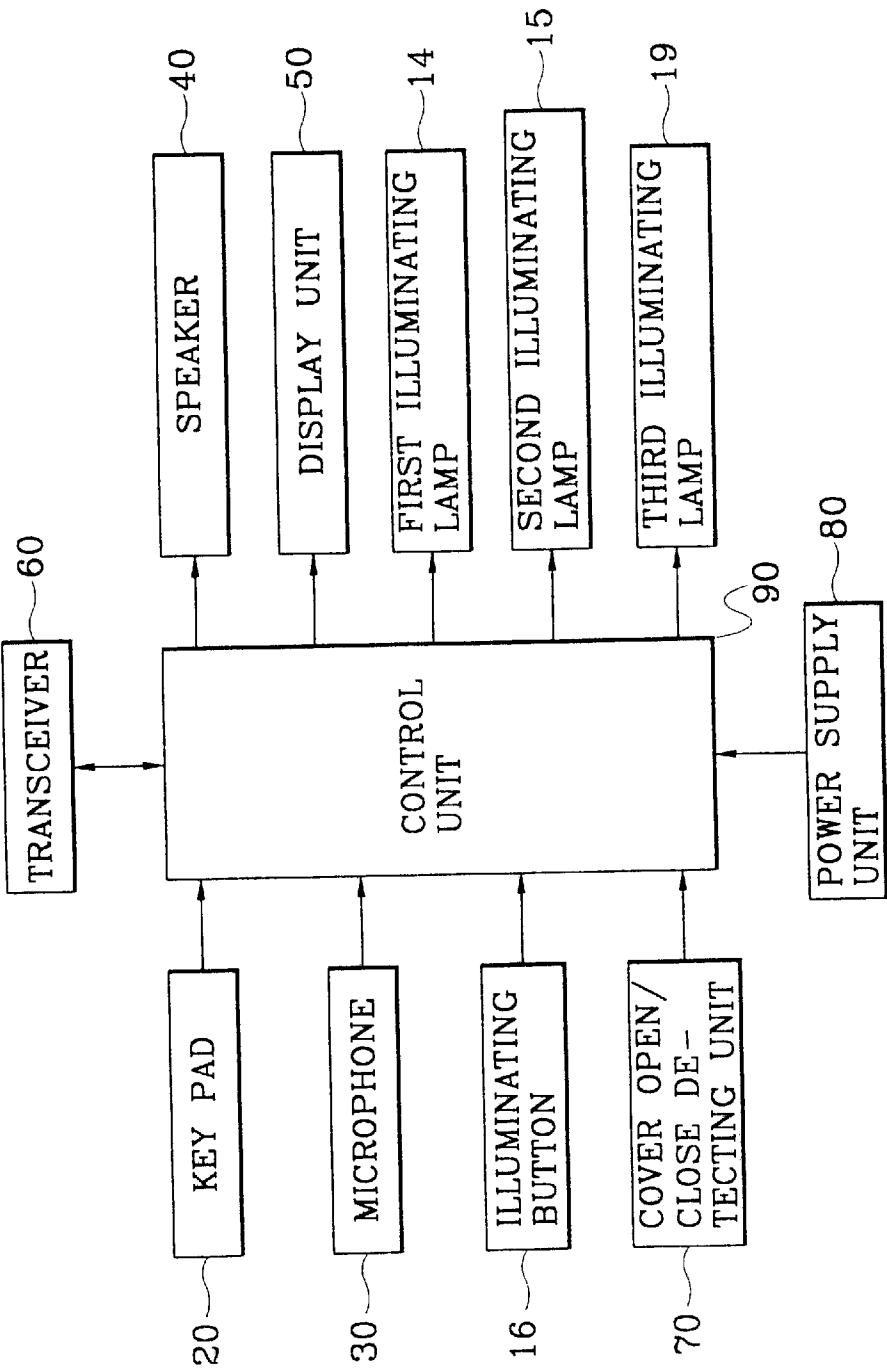 TRANSCEIVER
60
20
KEY PAD
30
MICROPHONE
16
ILLUMINATING
BUTTON
70
COVER OPEN/
CLOSE DE-
TECTING UNIT
CONTROL
UNIT
90
SPEAKER
40
DISPLAY UNIT
50
FIRST ILLUMINATING
LAMP
14
SECOND ILLUMINATING
LAMP
15
THIRD ILLUMINATING
LAMP
19
POWER SUPPLY
UNIT
80